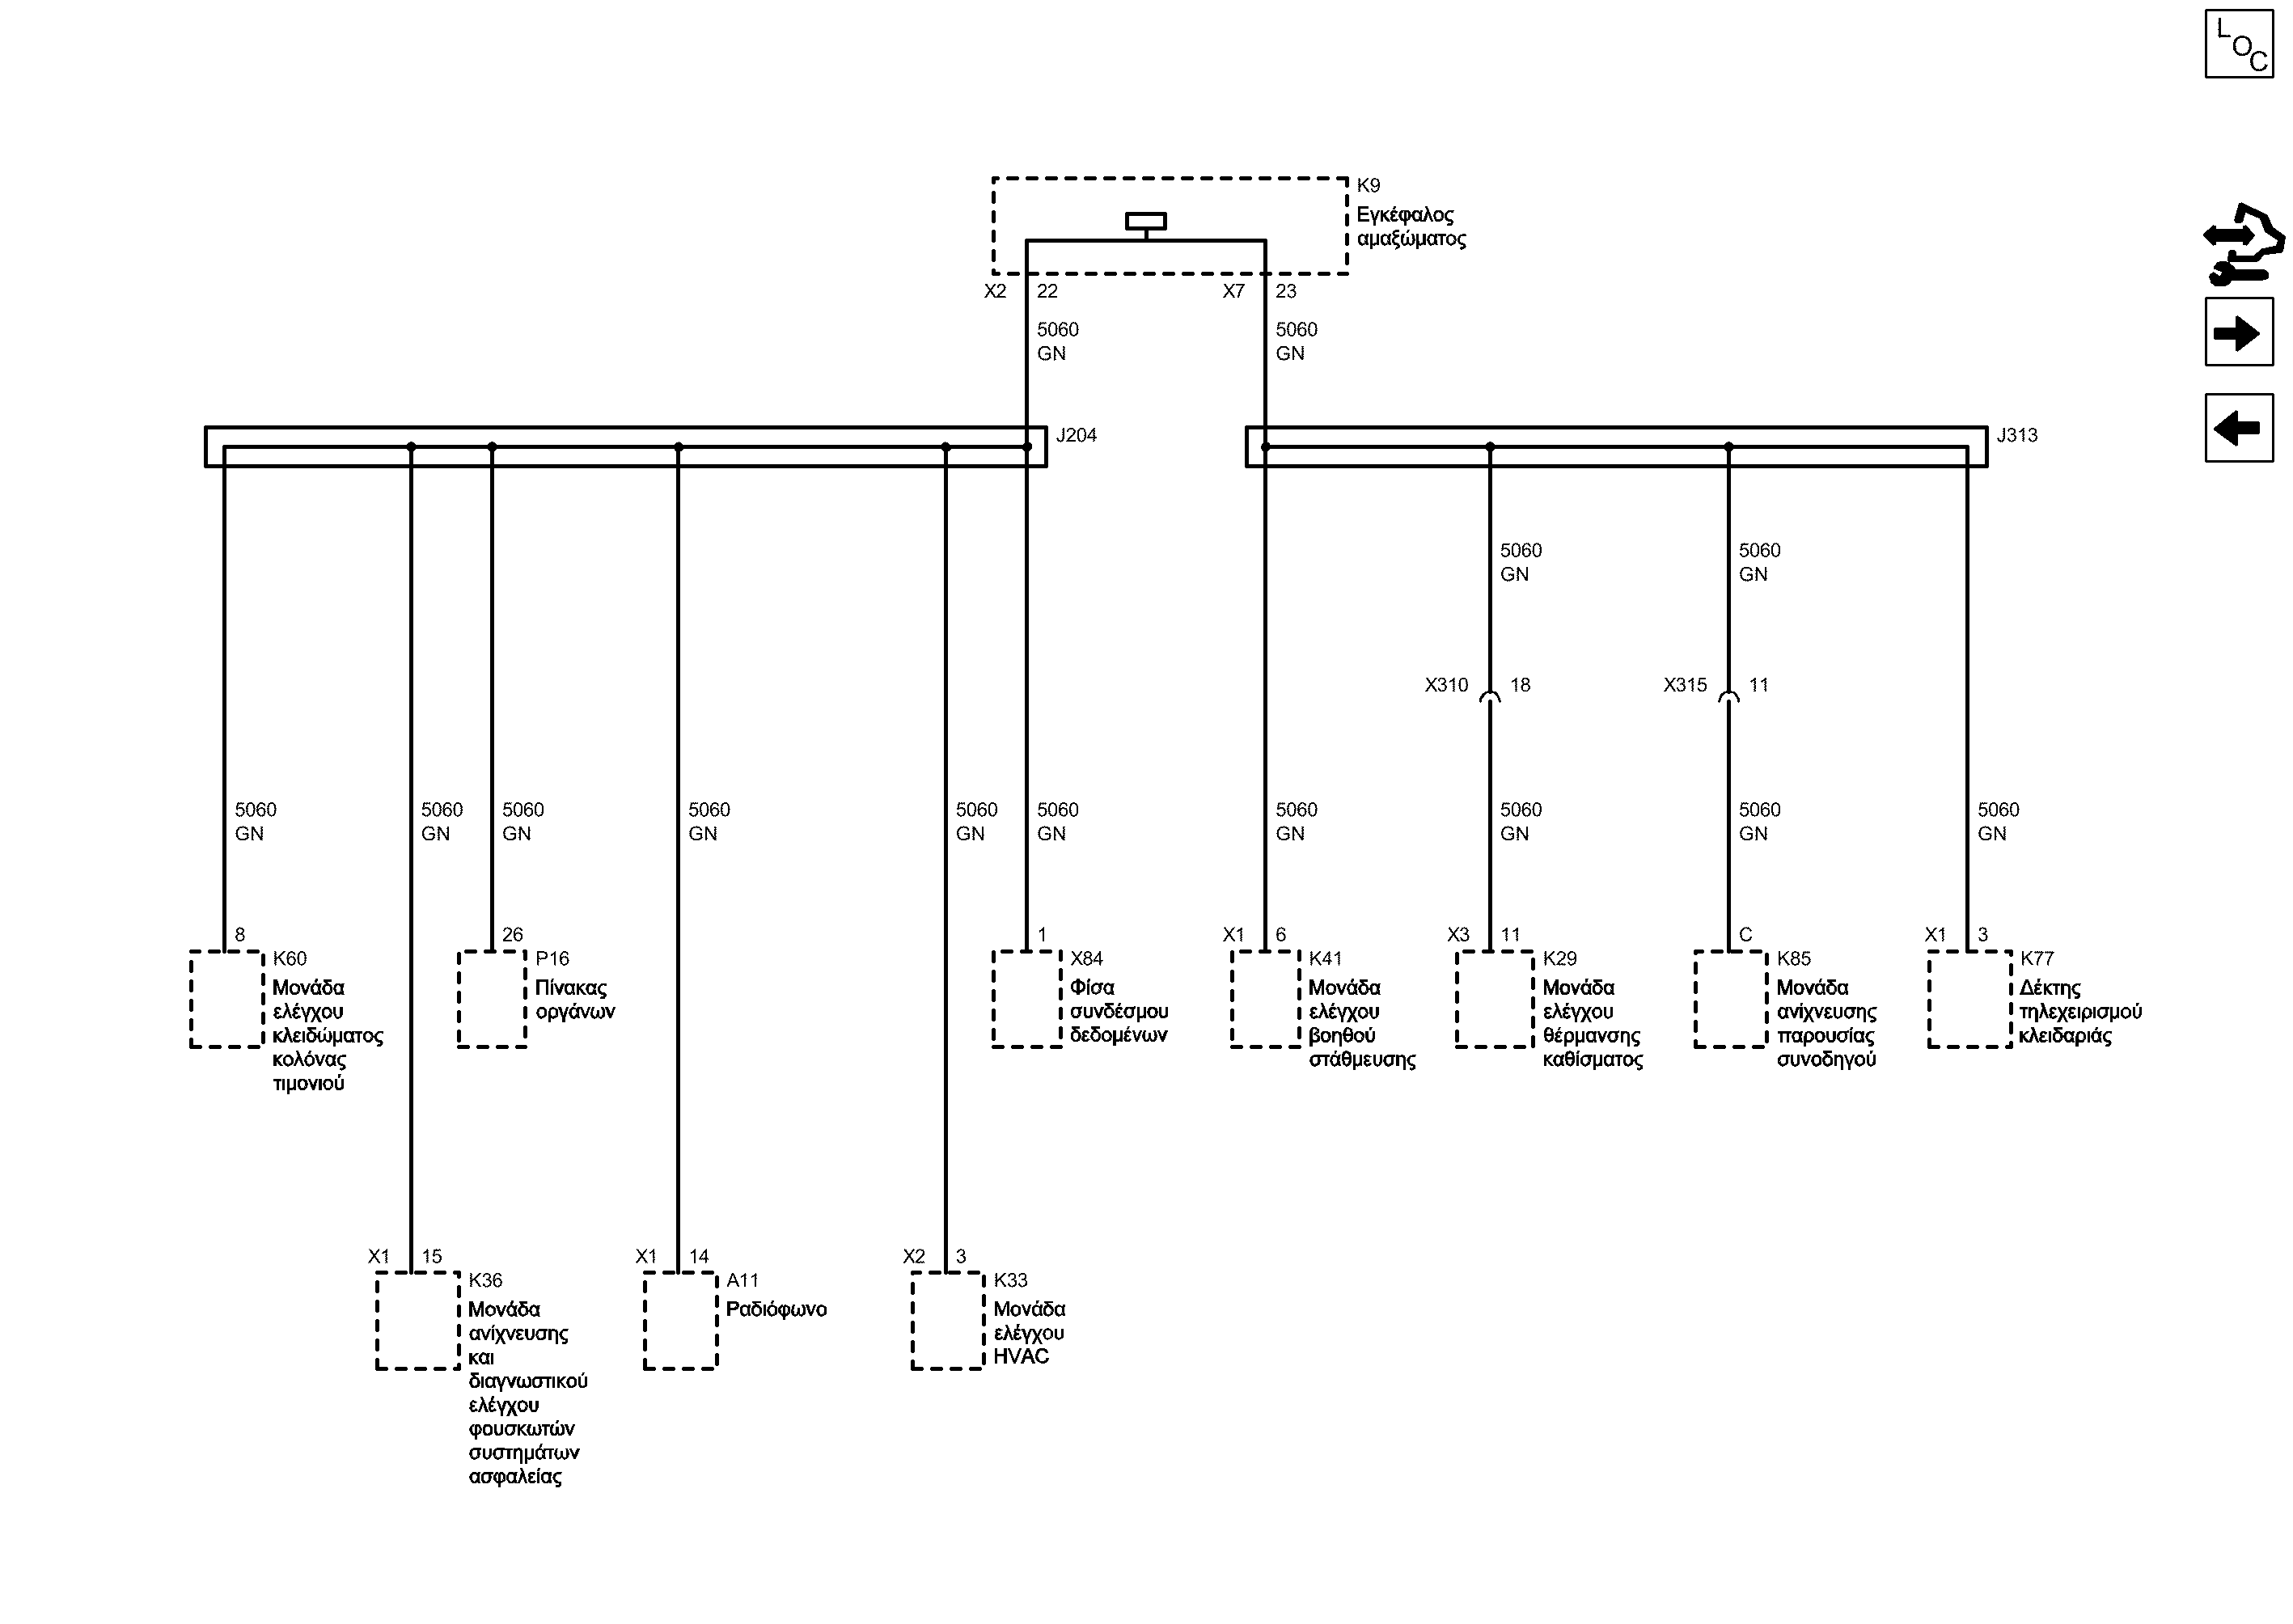 L
O
C
K9
Εγκέφαλος
αμαξώματος
X2 22
X7 23
5060
GN
5060
GN
J204
J313
5060
GN
5060
GN
X310 18
X315 11
5060
GN
5060
GN
5060
GN
5060
GN
5060
GN
5060
GN
5060
GN
5060
GN
5060
GN
5060
GN
8
K60
Μονάδα
ελέγχου
κλειδώματος
κολόνας
τιμονιού
26
P16
Πίνακας
οργάνων
1
X84
Φίσα
συνδέσμου
δεδομένων
X1 6
K41
Μονάδα
ελέγχου
βοηθού
στάθμευσης
X3 11
K29
Μονάδα
ελέγχου
θέρμανσης
καθίσματος
C
K85
Μονάδα
ανίχνευσης
παρουσίας
συνοδηγού
X1 3
K77
Δέκτης
τηλεχειρισμού
κλειδαριάς
X1 15
K36
Μονάδα
ανίχνευσης
και
διαγνωστικού
ελέγχου
φουσκωτών
συστημάτων
ασφαλείας
X1 14
A11
Ραδιόφωνο
X2 3
K33
Μονάδα
ελέγχου
HVAC